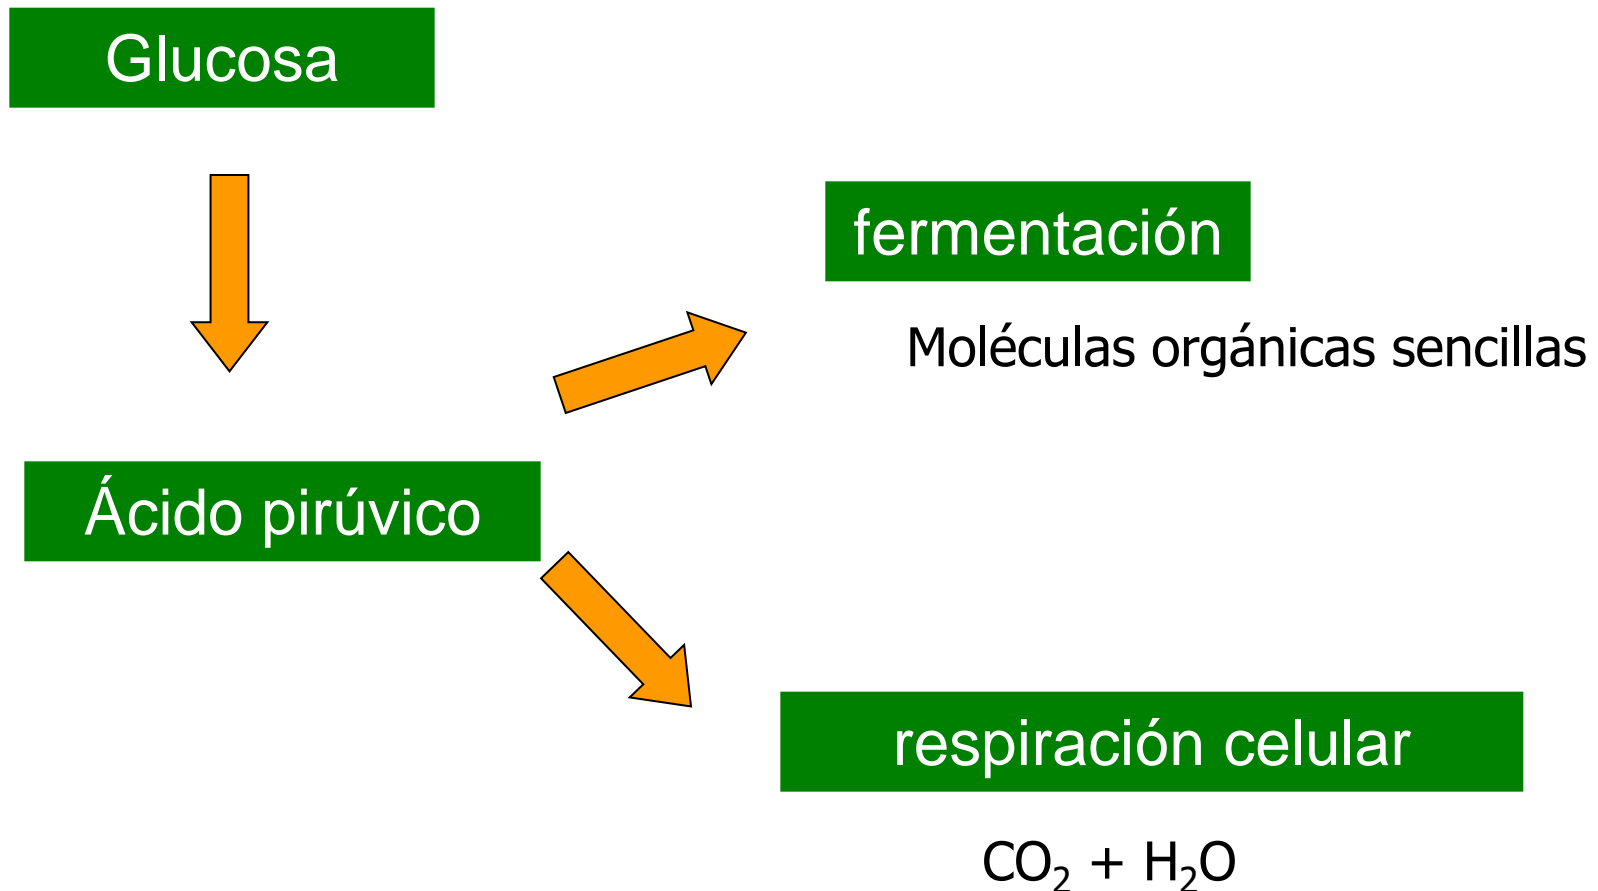 Glucosa
fermentación
Moléculas orgánicas sencillas
Ácido pirúvico
respiración celular
CO₂ + H₂O